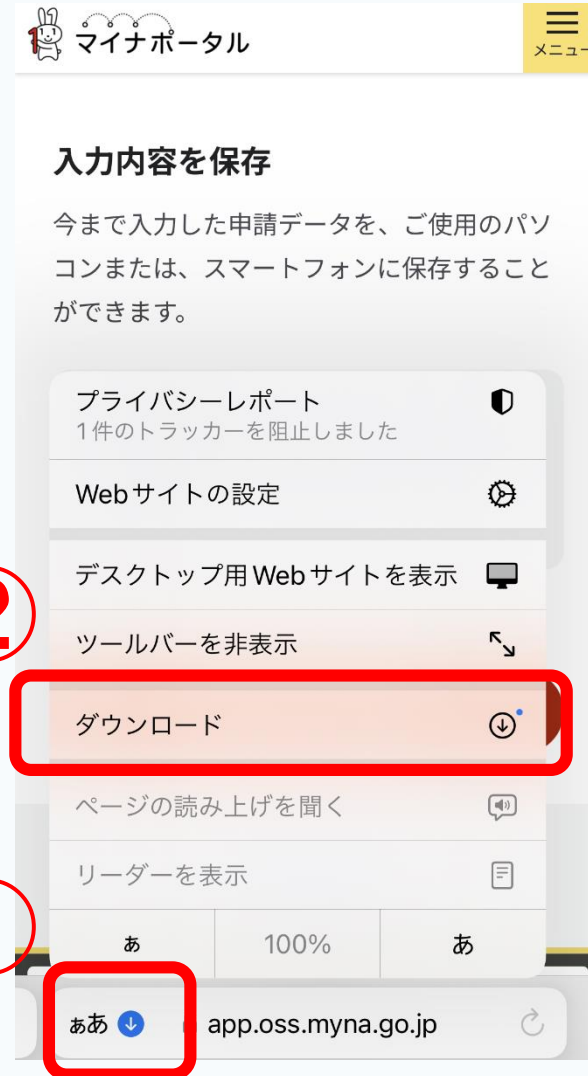 マイナポータル
メニュー
入力内容を保存
今まで入力した申請データを、ご使用のパソ
コンまたは、スマートフォンに保存すること
ができます。
プライバシーレポート
1件のトラッカーを阻止しました
Webサイトの設定
デスクトップ用Webサイトを表示
2
ツールバーを非表示
ダウンロード
ページの読み上げを聞く
リーダーを表示
ぁ 100% あ
ぁあ app.oss.myna.go.jp